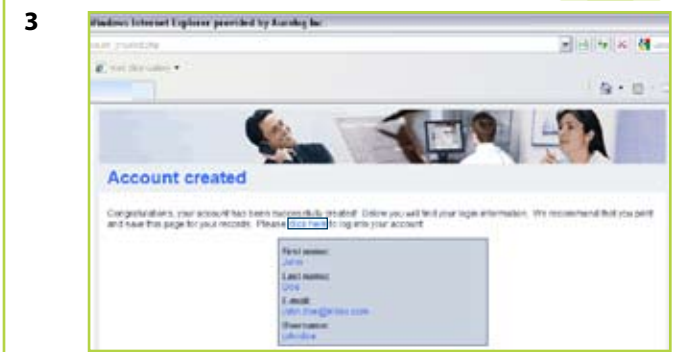 3
Windows Internet Explorer provided by Auralog Inc.
Account created
Congratulations, your account has been successfully created! Below you will find your login information. We recommend that you print
and save this page for your records. Please click here to log into your account
First name:
John
Last name:
Doe
E-mail:
Username:
johndoe